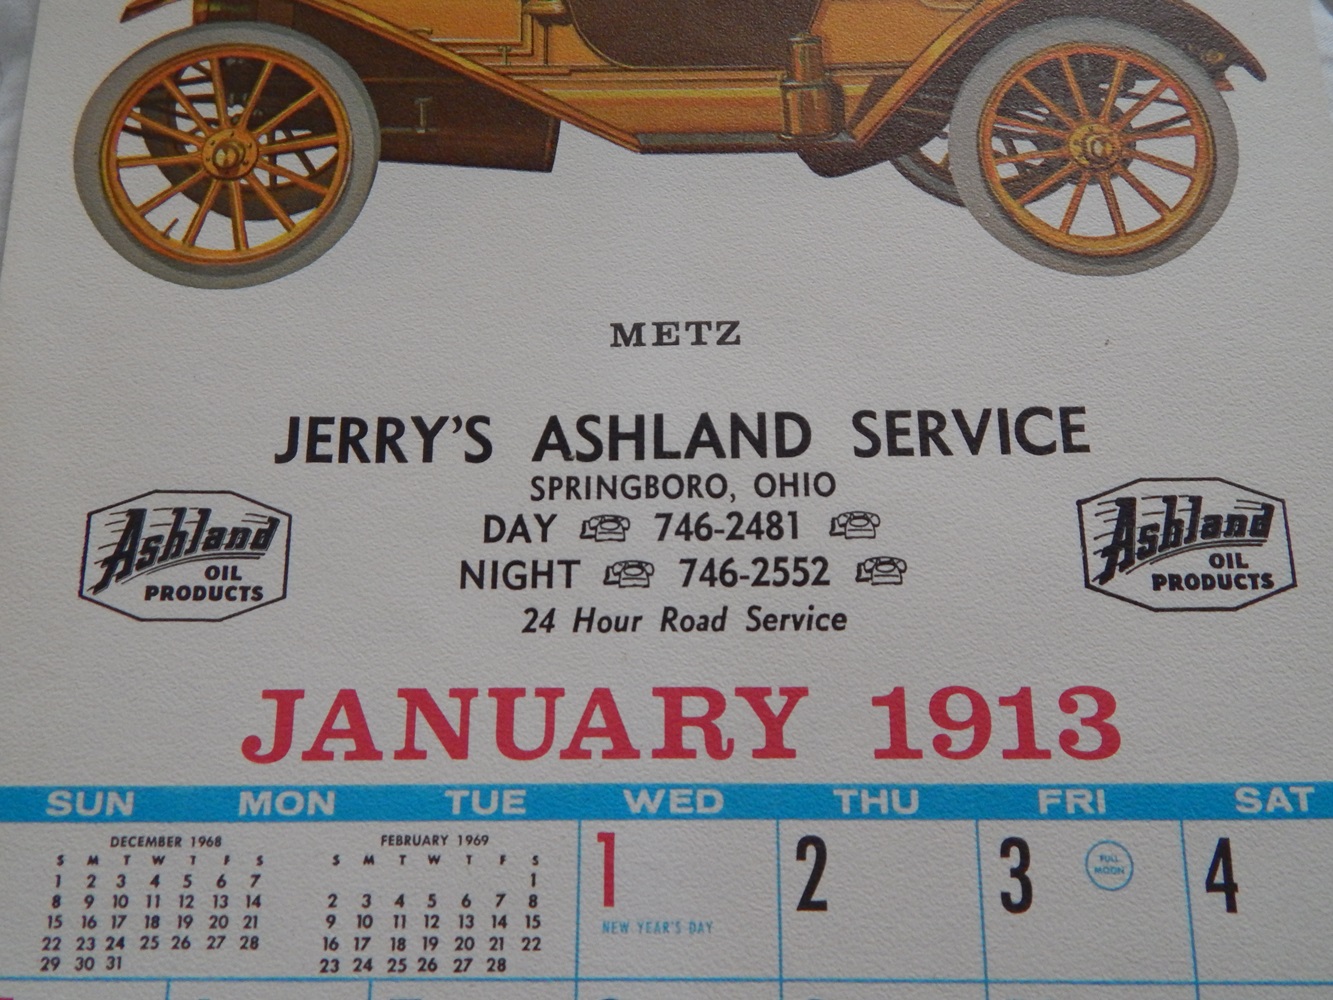 METZ
JERRY'S ASHLAND SERVICE
SPRINGBORO, OHIO
DAY 746-2481
NIGHT 746-2552
24 Hour Road Service
Ashland
OIL
PRODUCTS
Ashland
OIL
PRODUCTS
JANUARY 1913
SUN MON TUE WED THU FRI SAT
DECEMBER 1968
S M T W T F S
1 2 3 4 5 6 7
8 9 10 11 12 13 14
15 16 17 18 19 20 21
22 23 24 25 26 27 28
29 30 31
FEBRUARY 1969
S M T W T F S
1
2 3 4 5 6 7 8
9 10 11 12 13 14 15
16 17 18 19 20 21 22
23 24 25 26 27 28
1
NEW YEAR'S DAY
2
3
FULL
MOON
4